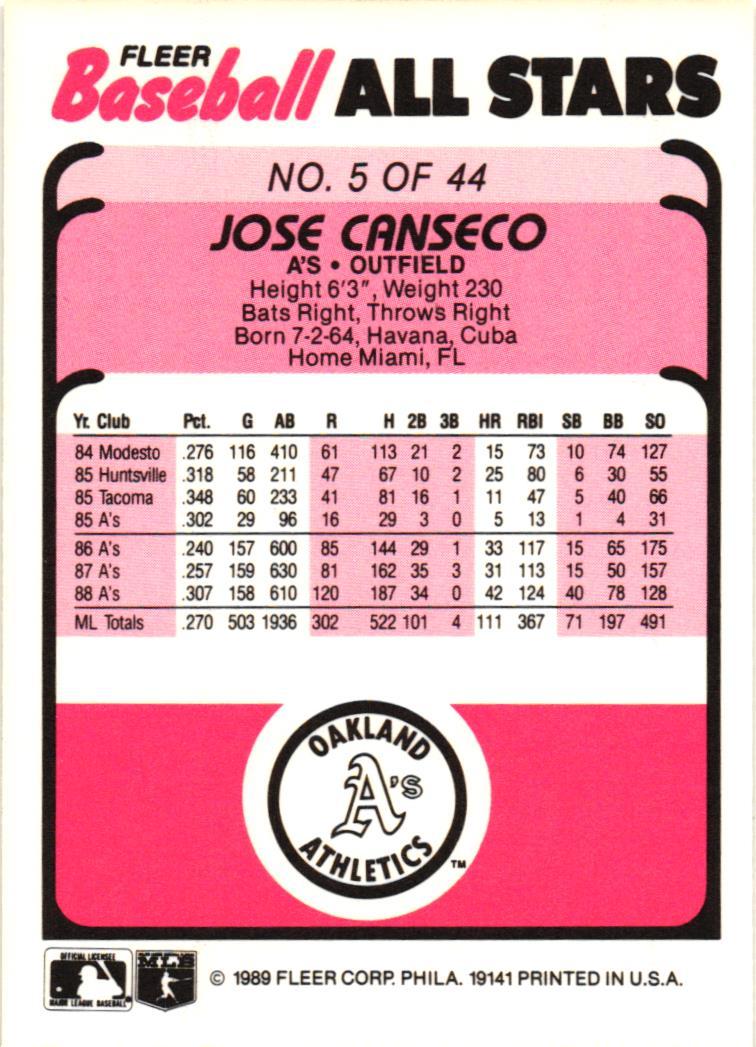 FLEER
Baseball ALL STARS
NO. 5 OF 44
JOSE CANSECO
A'S • OUTFIELD
Height 6'3", Weight 230
Bats Right, Throws Right
Born 7-2-64, Havana, Cuba
Home Miami, FL
Yr. Club Pct. G AB R H 2B 3B HR RBI SB BB SO
84 Modesto .276 116 410 61 113 21 2 15 73 10 74 127
85 Huntsville .318 58 211 47 67 10 2 25 80 6 30 55
85 Tacoma .348 60 233 41 81 16 1 11 47 5 40 66
85 A's .302 29 96 16 29 3 0 5 13 1 4 31
86 A's .240 157 600 85 144 29 1 33 117 15 65 175
87 A's .257 159 630 81 162 35 3 31 113 15 50 157
88 A's .307 158 610 120 187 34 0 42 124 40 78 128
ML Totals .270 503 1936 302 522 101 4 111 367 71 197 491
OAKLAND
A's
ATHLETICS
TM
OFFICIAL LICENSEE
MAJOR LEAGUE BASEBALL
MLB
© 1989 FLEER CORP. PHILA. 19141 PRINTED IN U.S.A.